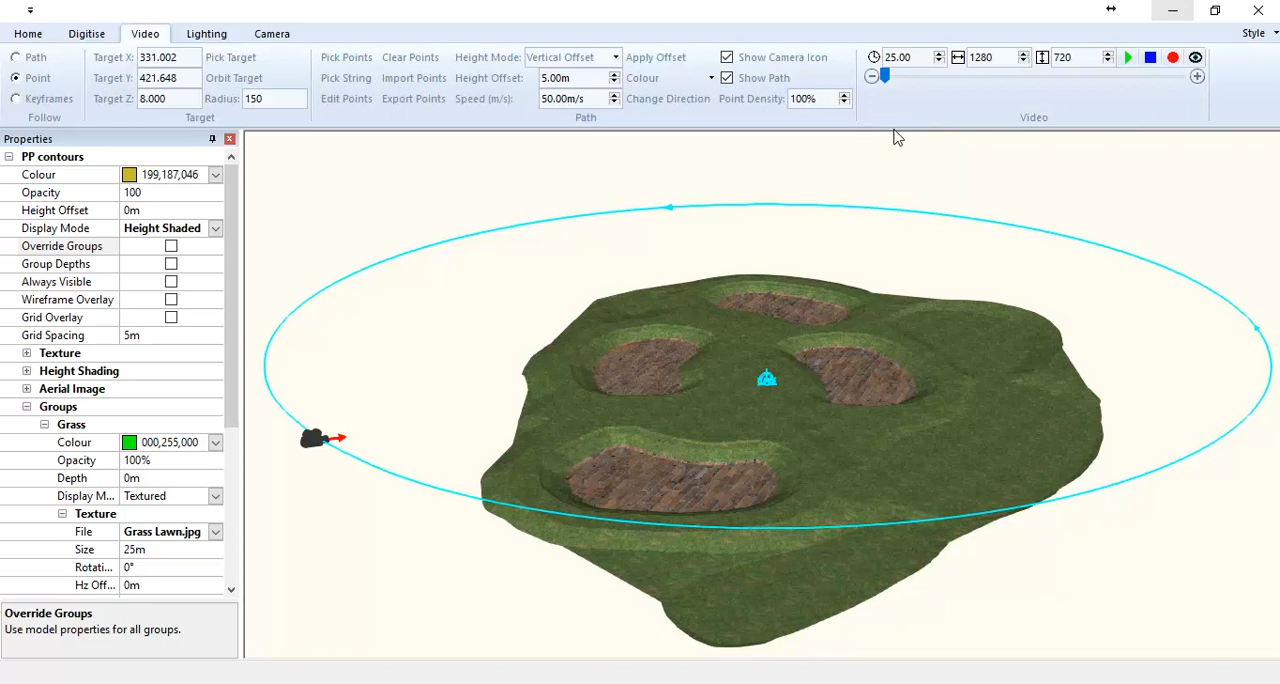 Home Digitise Video Lighting Camera Style
Path Target X: 331.002 Pick Target Pick Points Clear Points Height Mode: Vertical Offset Apply Offset Show Camera Icon 25.00 1280 720
Point Target Y: 421.648 Orbit Target Pick String Import Points Height Offset: 5.00m Colour Show Path
Keyframes Target Z: 8.000 Radius: 150 Edit Points Export Points Speed (m/s): 50.00m/s Change Direction Point Density: 100%
Follow Target Path Video
Properties
PP contours
Colour 199,187,046
Opacity 100
Height Offset 0m
Display Mode Height Shaded
Override Groups
Group Depths
Always Visible
Wireframe Overlay
Grid Overlay
Grid Spacing 5m
Texture
Height Shading
Aerial Image
Groups
Grass
Colour 000,255,000
Opacity 100%
Depth 0m
Display M... Textured
Texture
File Grass Lawn.jpg
Size 25m
Rotati... 0°
Hz Off... 0m
Override Groups
Use model properties for all groups.